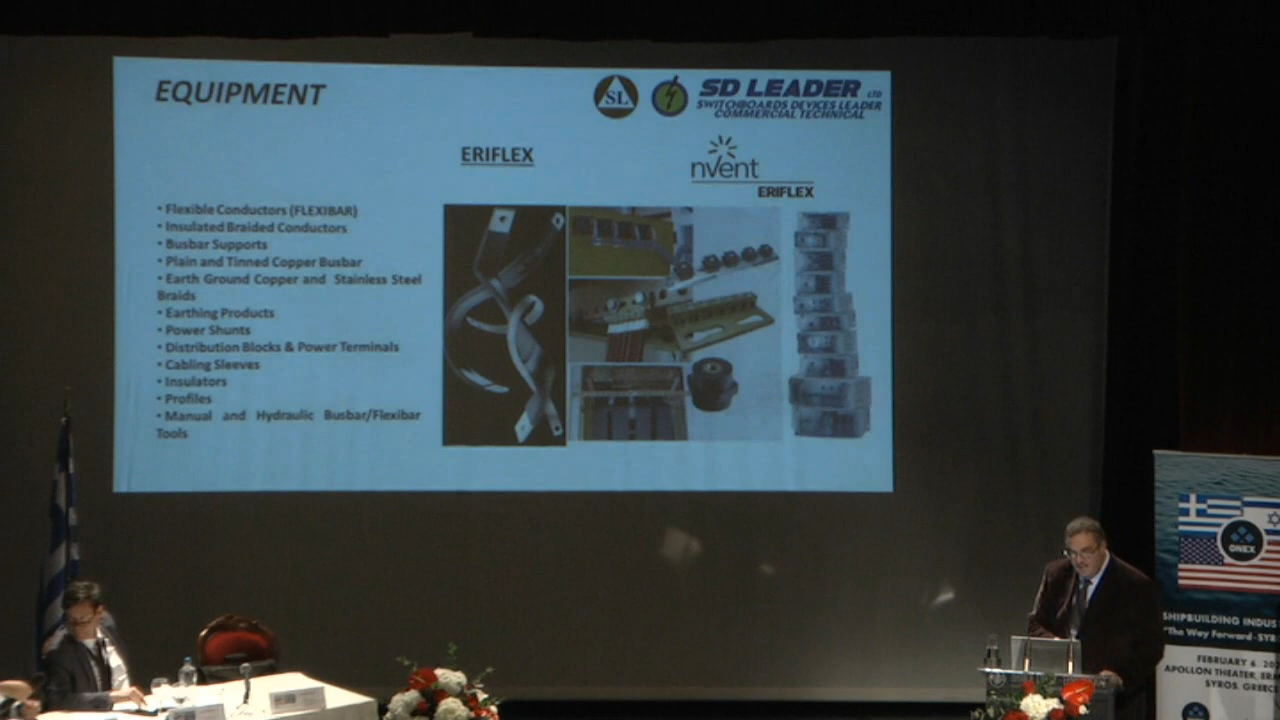 EQUIPMENT
SL
SD LEADER LTD
SWITCHBOARDS DEVICES LEADER
COMMERCIAL TECHNICAL
ERIFLEX
nvent
ERIFLEX
• Flexible Conductors (FLEXIBAR)
• Insulated Braided Conductors
• Busbar Supports
• Plain and Tinned Copper Busbar
• Earth Ground Copper and Stainless Steel
Braids
• Earthing Products
• Power Shunts
• Distribution Blocks & Power Terminals
• Cabling Sleeves
• Insulators
• Profiles
• Manual and Hydraulic Busbar/Flexibar
Tools
ONEX
SHIPBUILDING INDUS
"The Way Forward-SYR
FEBRUARY 6, 20
APOLLON THEATER, ER
SYROS, GREECE